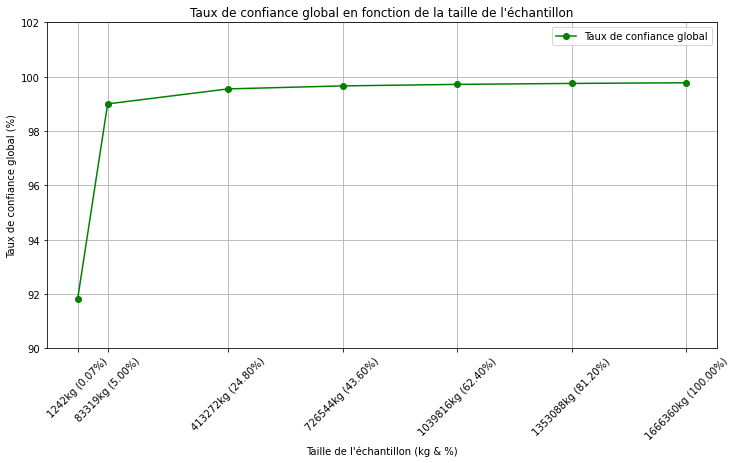 Taux de confiance global en fonction de la taille de l'échantillon
Taux de confiance global
Taux de confiance global (%)
102
100
98
96
94
92
90
1242kg (0.07%)
83319kg (5.00%)
413272kg (24.80%)
726544kg (43.60%)
1039816kg (62.40%)
1353088kg (81.20%)
1666360kg (100.00%)
Taille de l'échantillon (kg & %)